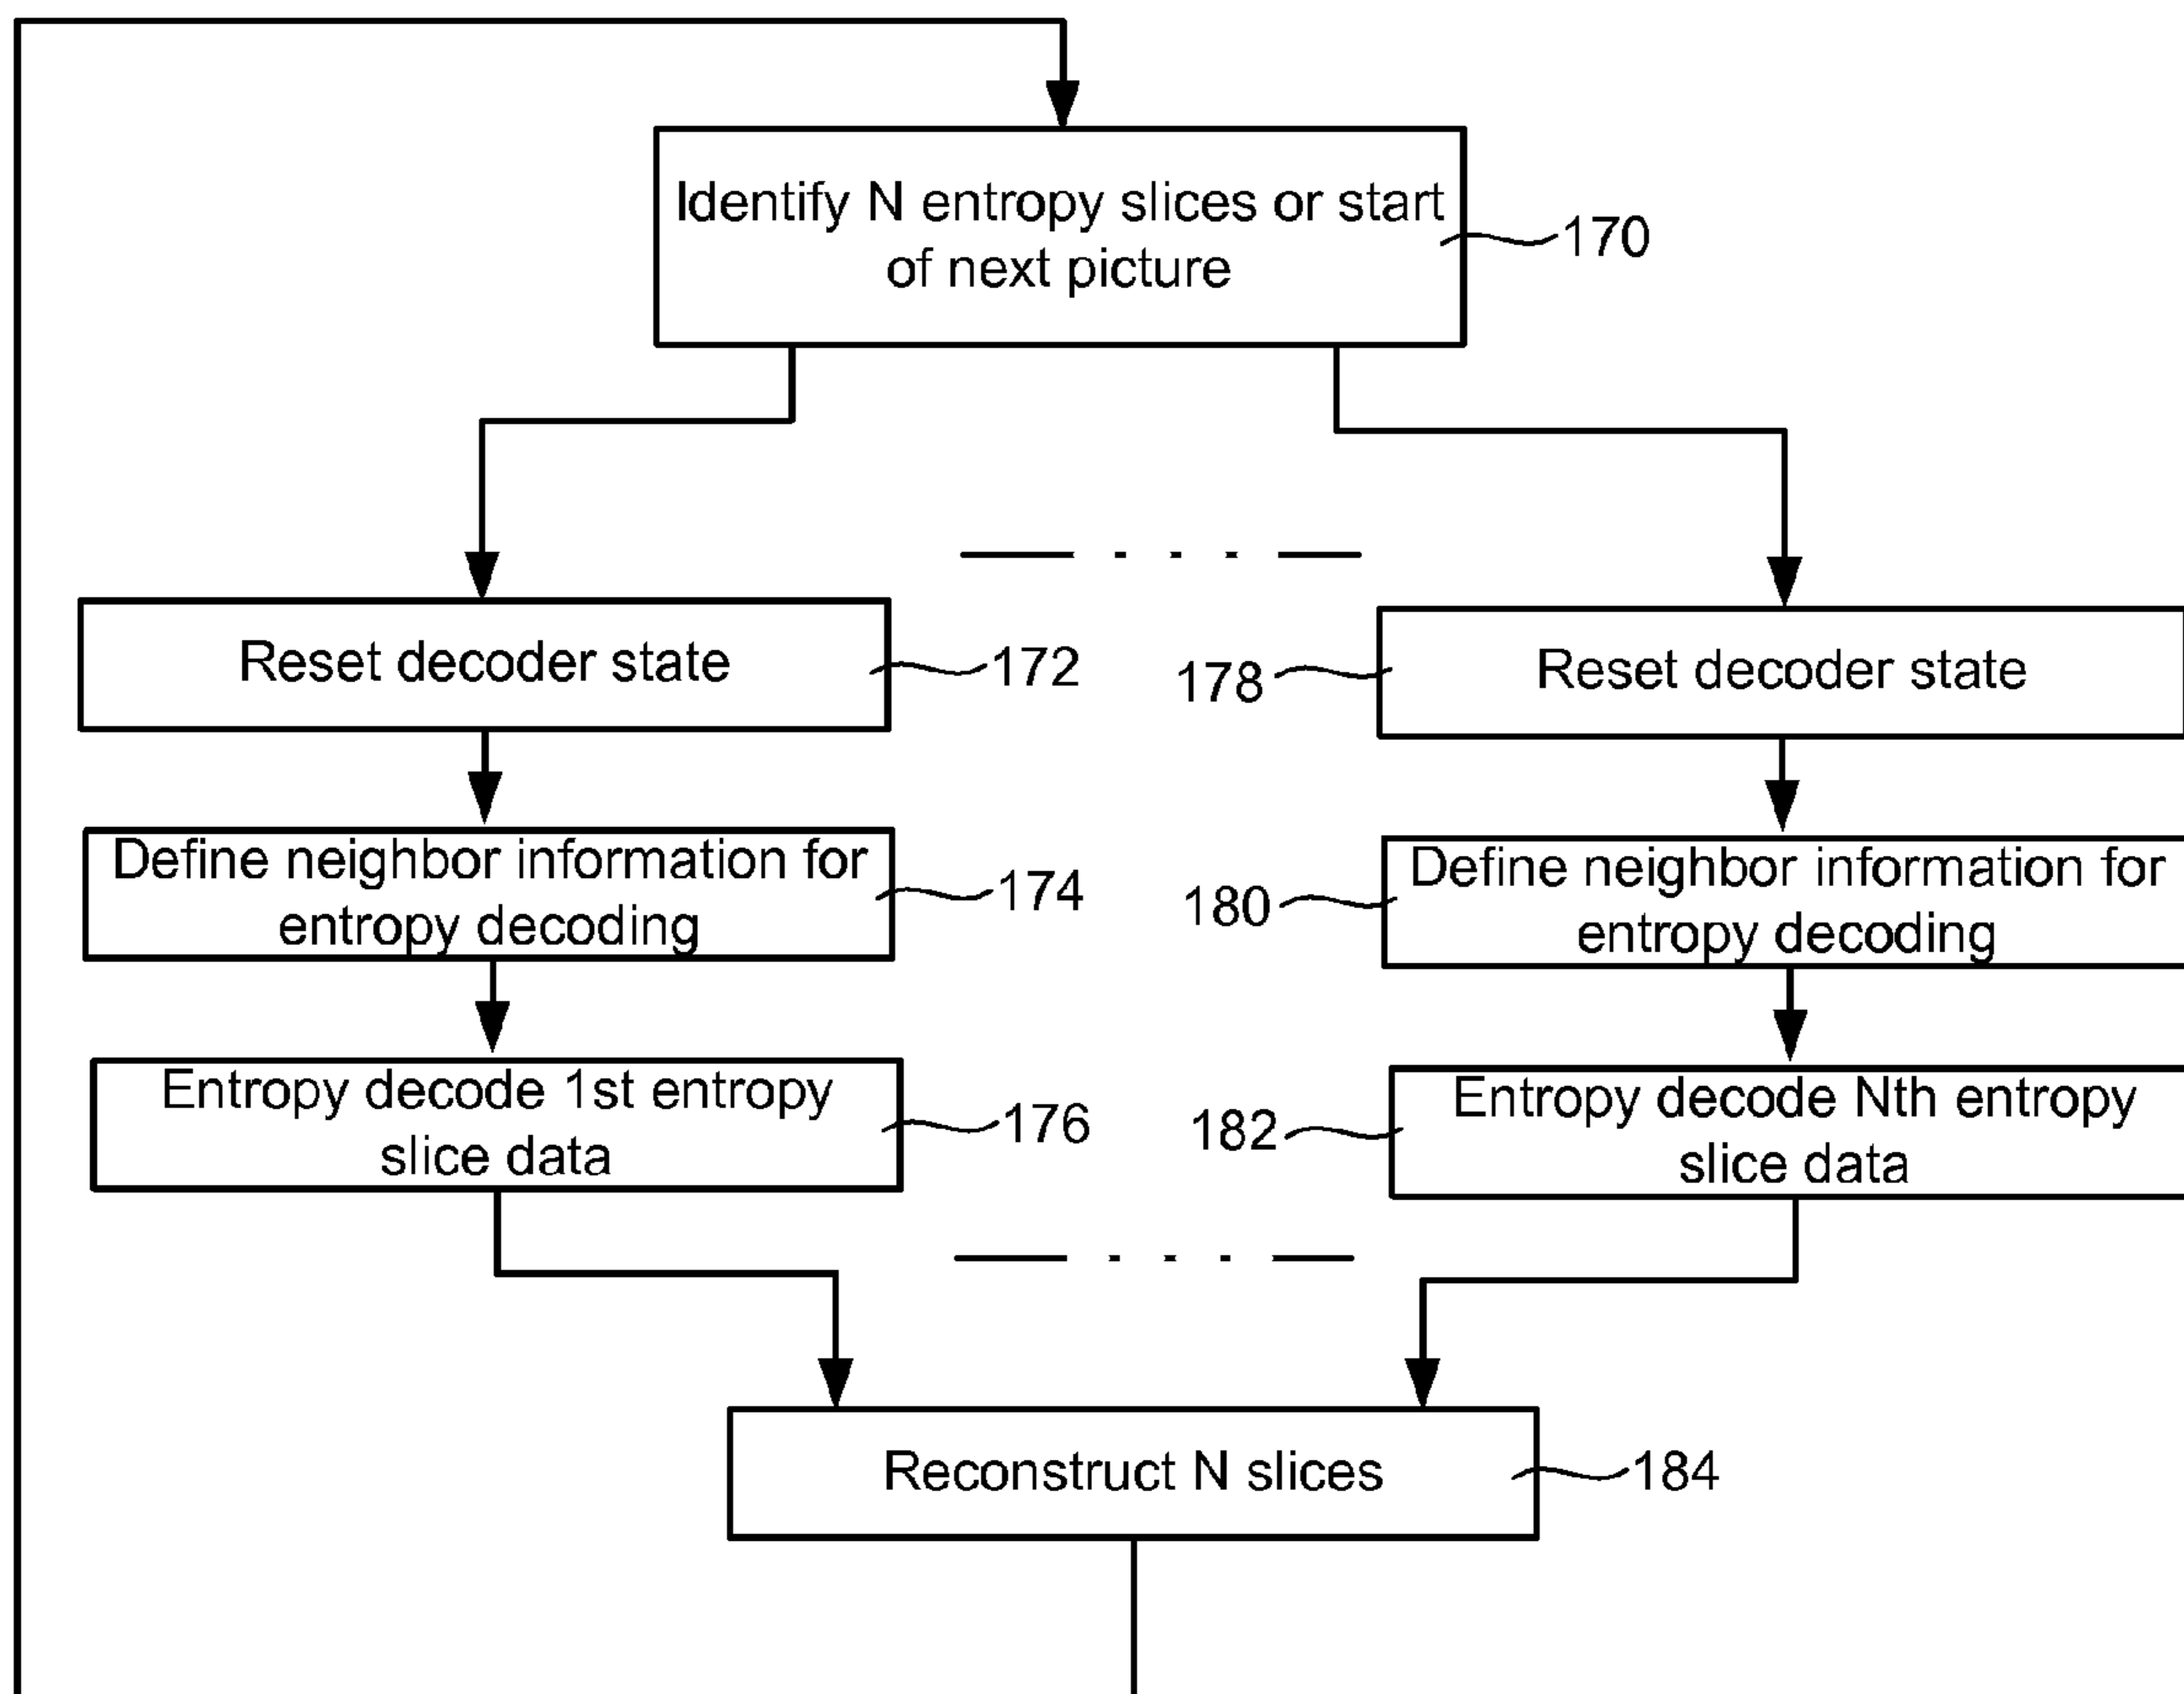 Identify N entropy slices or start
of next picture
170
Reset decoder state
172
178
Reset decoder state
Define neighbor information for
entropy decoding
174
180
Define neighbor information for
entropy decoding
Entropy decode 1st entropy
slice data
176
182
Entropy decode Nth entropy
slice data
Reconstruct N slices
184